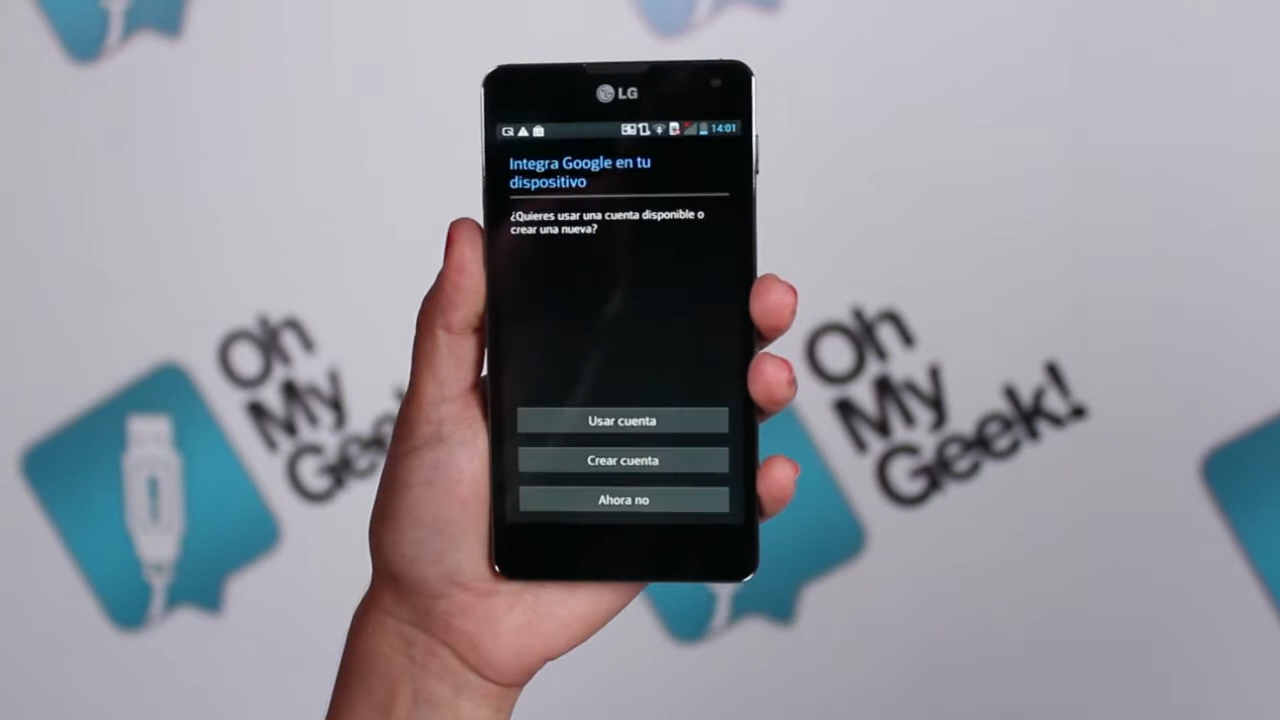 LG
14:01
Integra Google en tu
dispositivo
¿Quieres usar una cuenta disponible o
crear una nueva?
Usar cuenta
Crear cuenta
Ahora no
Oh
My
Geek
Oh
My
Geek!